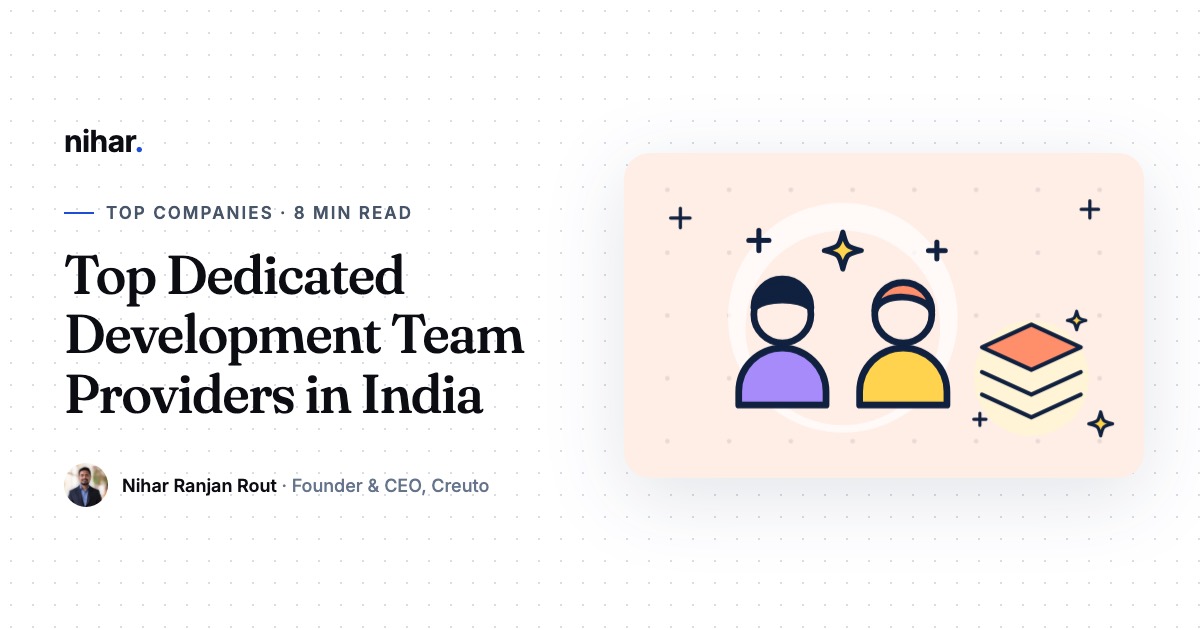 nihar.
TOP COMPANIES · 8 MIN READ
Top Dedicated
Development Team
Providers in India
Nihar Ranjan Rout · Founder & CEO, Creuto